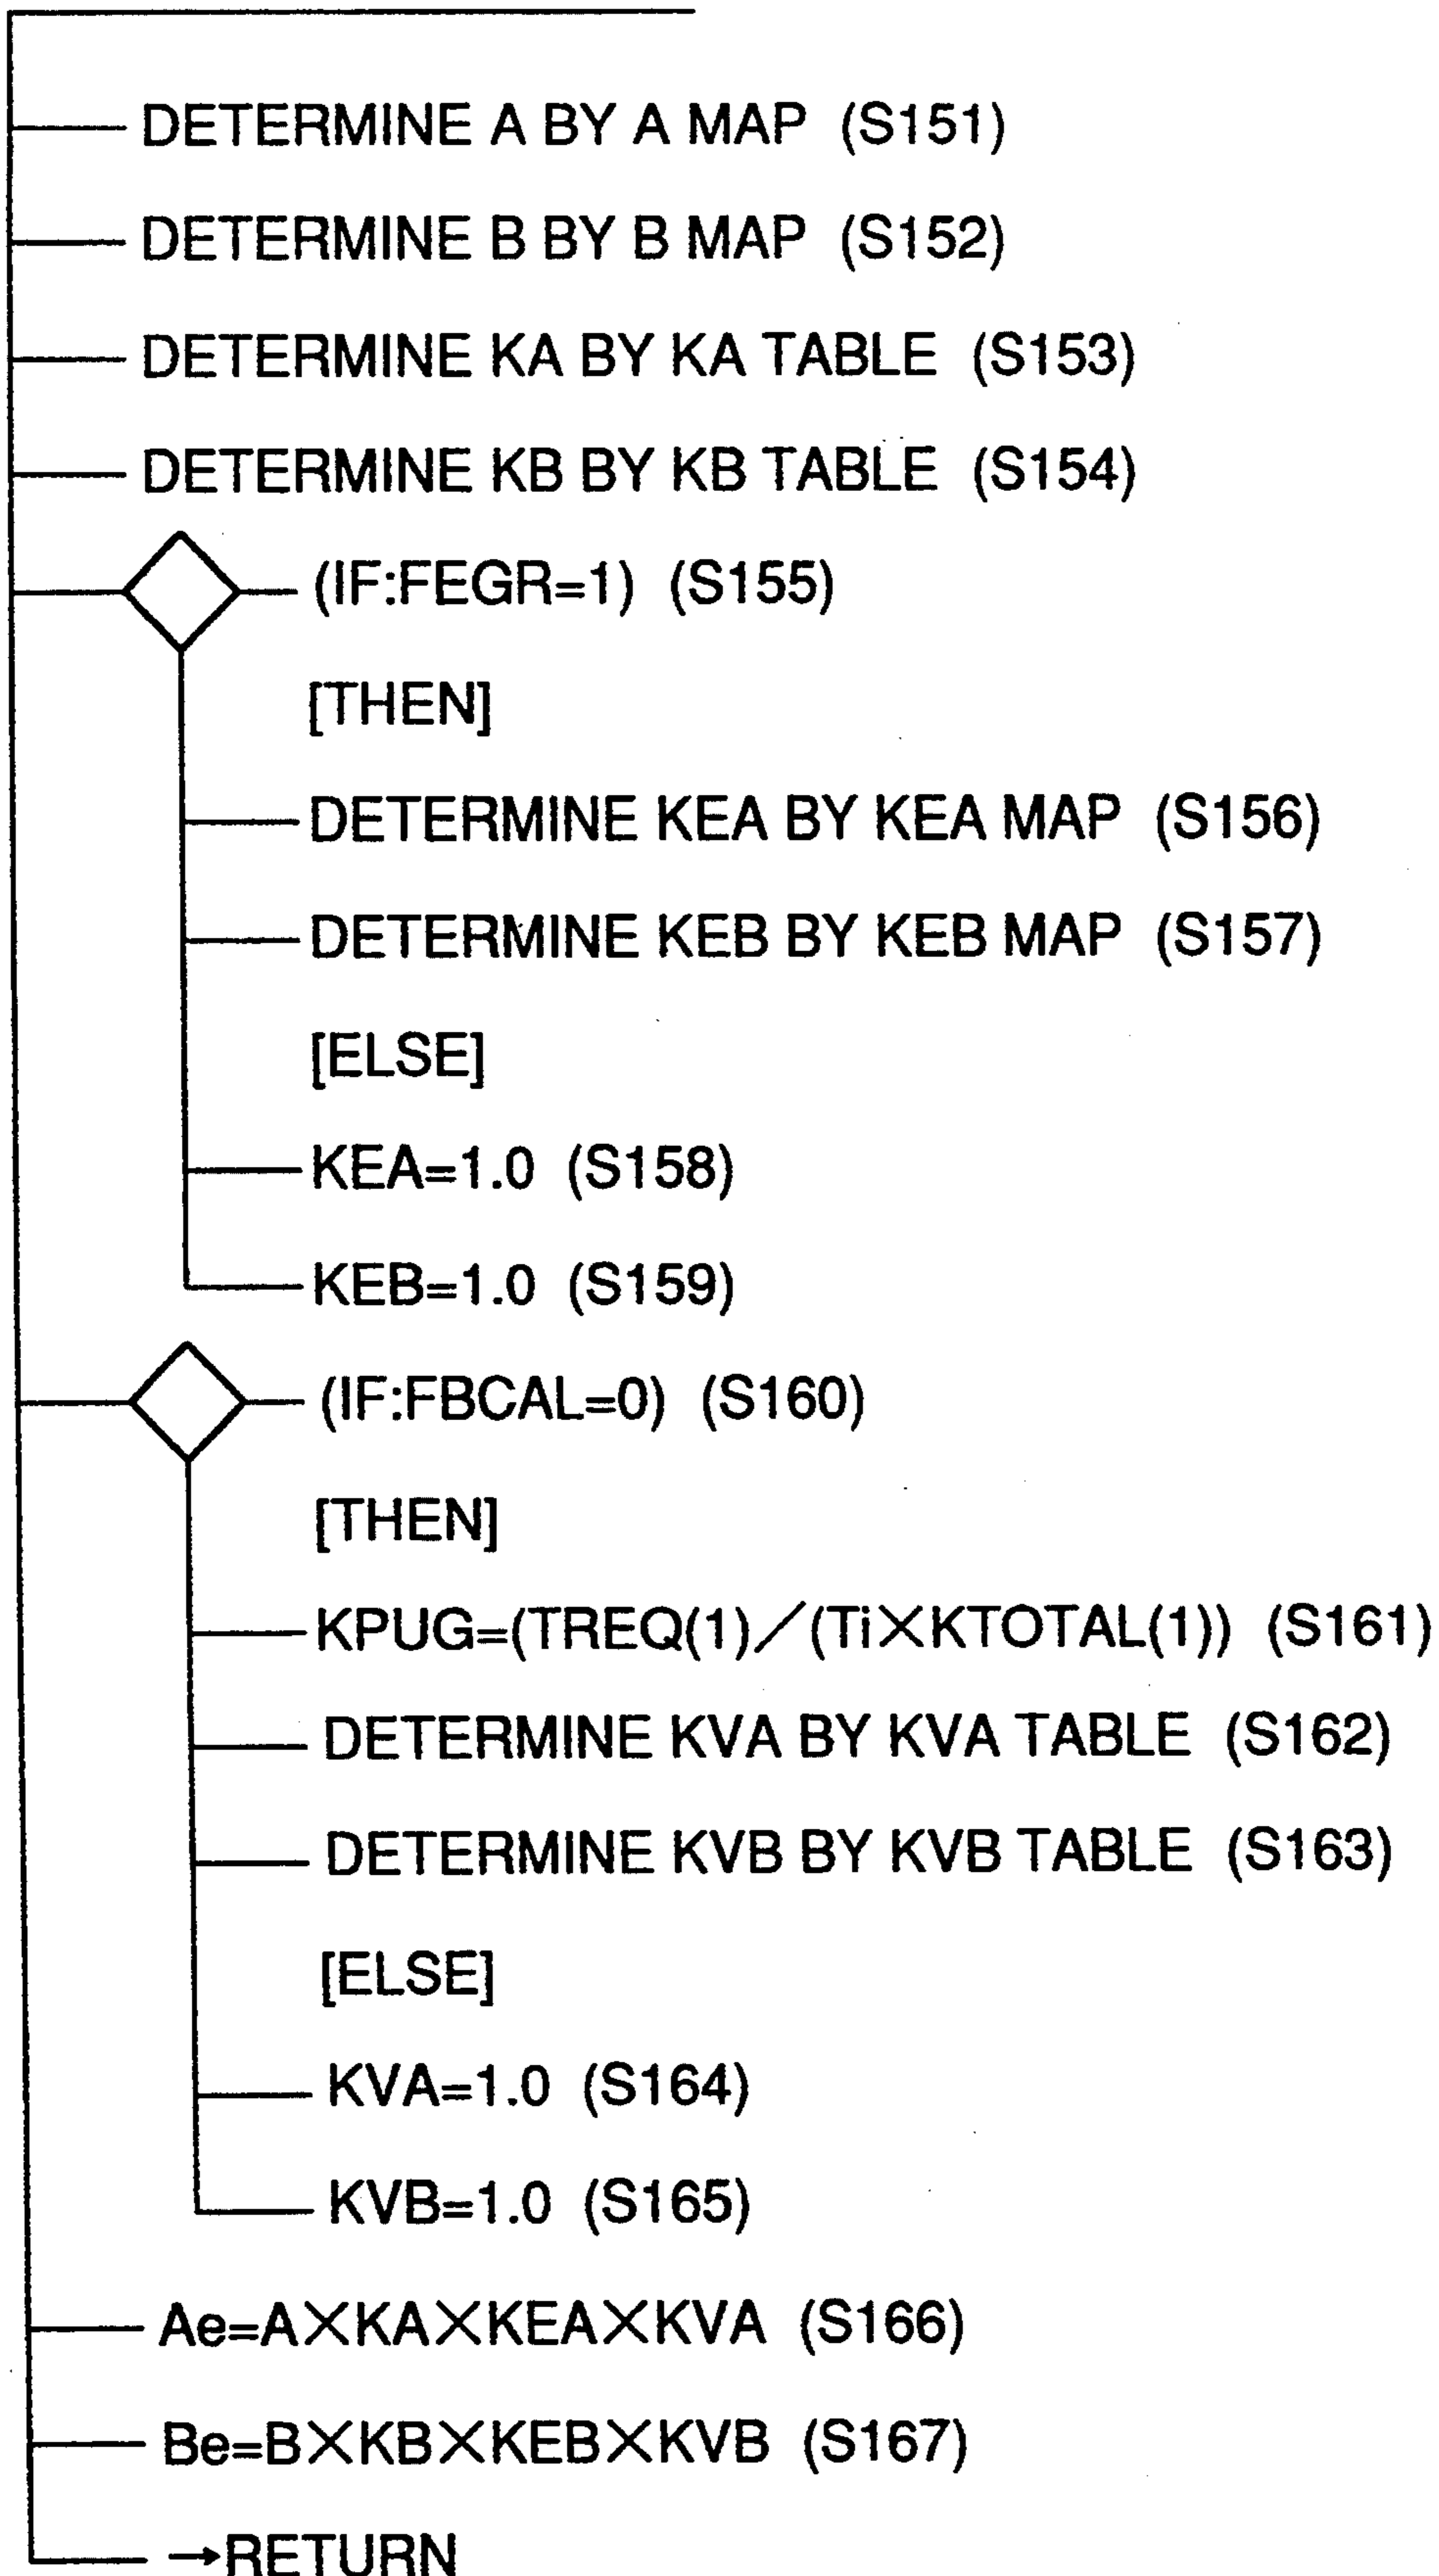 DETERMINE A BY A MAP (S151)
DETERMINE B BY B MAP (S152)
DETERMINE KA BY KA TABLE (S153)
DETERMINE KB BY KB TABLE (S154)
(IF:FEGR=1) (S155)
[THEN]
DETERMINE KEA BY KEA MAP (S156)
DETERMINE KEB BY KEB MAP (S157)
[ELSE]
KEA=1.0 (S158)
KEB=1.0 (S159)
(IF:FBCAL=0) (S160)
[THEN]
KPUG=(TREQ(1)/(Ti×KTOTAL(1)) (S161)
DETERMINE KVA BY KVA TABLE (S162)
DETERMINE KVB BY KVB TABLE (S163)
[ELSE]
KVA=1.0 (S164)
KVB=1.0 (S165)
Ae=A×KA×KEA×KVA (S166)
Be=B×KB×KEB×KVB (S167)
→RETURN